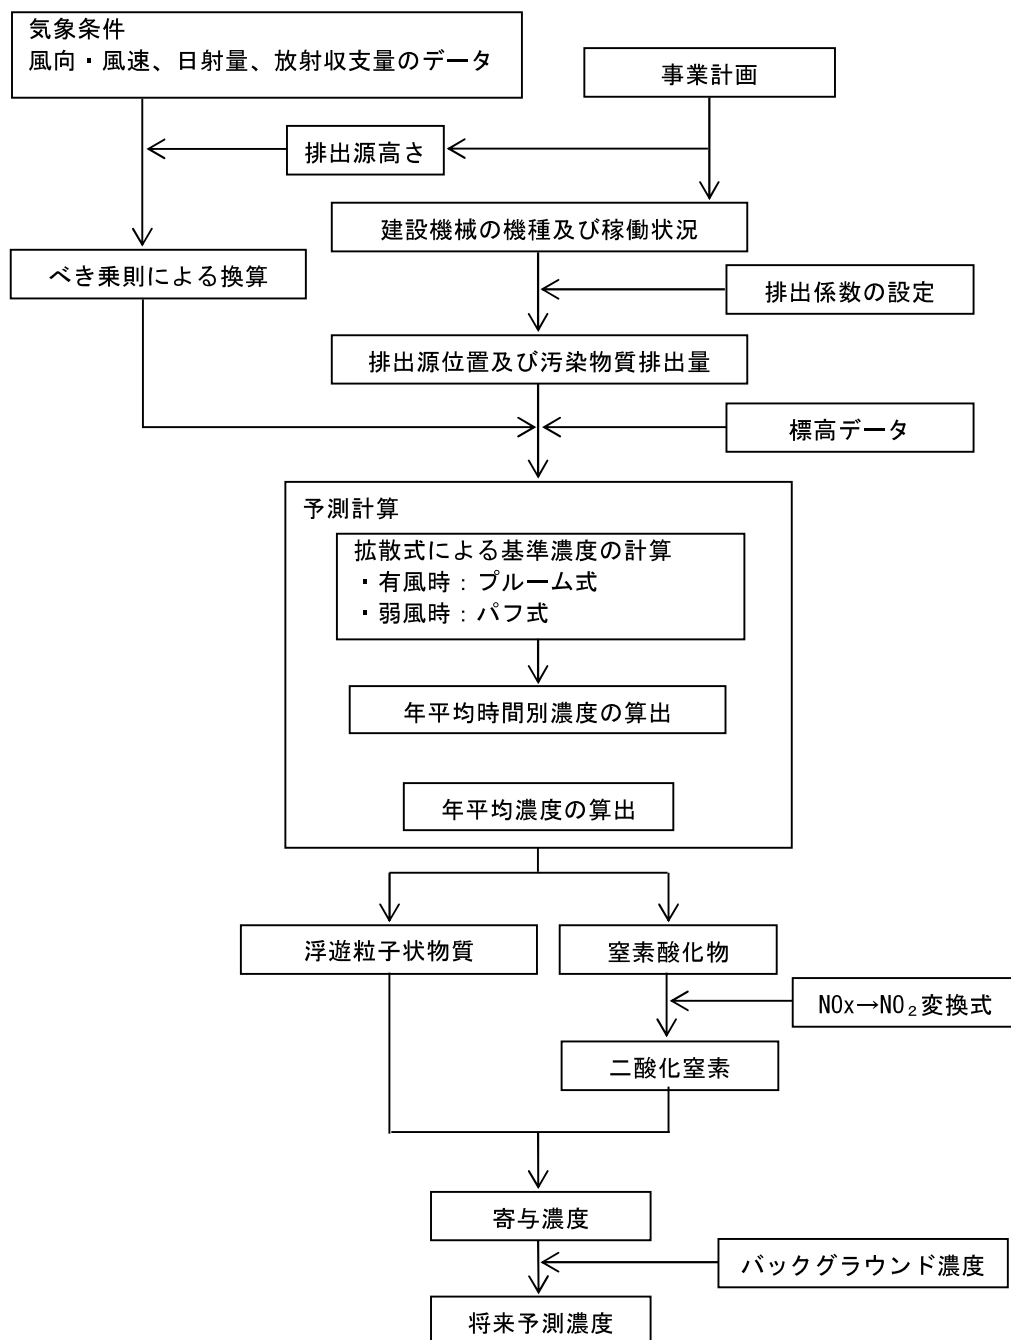 気象条件
風向・風速、日射量、放射収支量のデータ
事業計画
排出源高さ
建設機械の機種及び稼働状況
べき乗則による換算
排出係数の設定
排出源位置及び汚染物質排出量
標高データ
予測計算
拡散式による基準濃度の計算
・有風時：プルーム式
・弱風時：パフ式
年平均時間別濃度の算出
年平均濃度の算出
浮遊粒子状物質
窒素酸化物
NOx→NO₂変換式
二酸化窒素
寄与濃度
バックグラウンド濃度
将来予測濃度